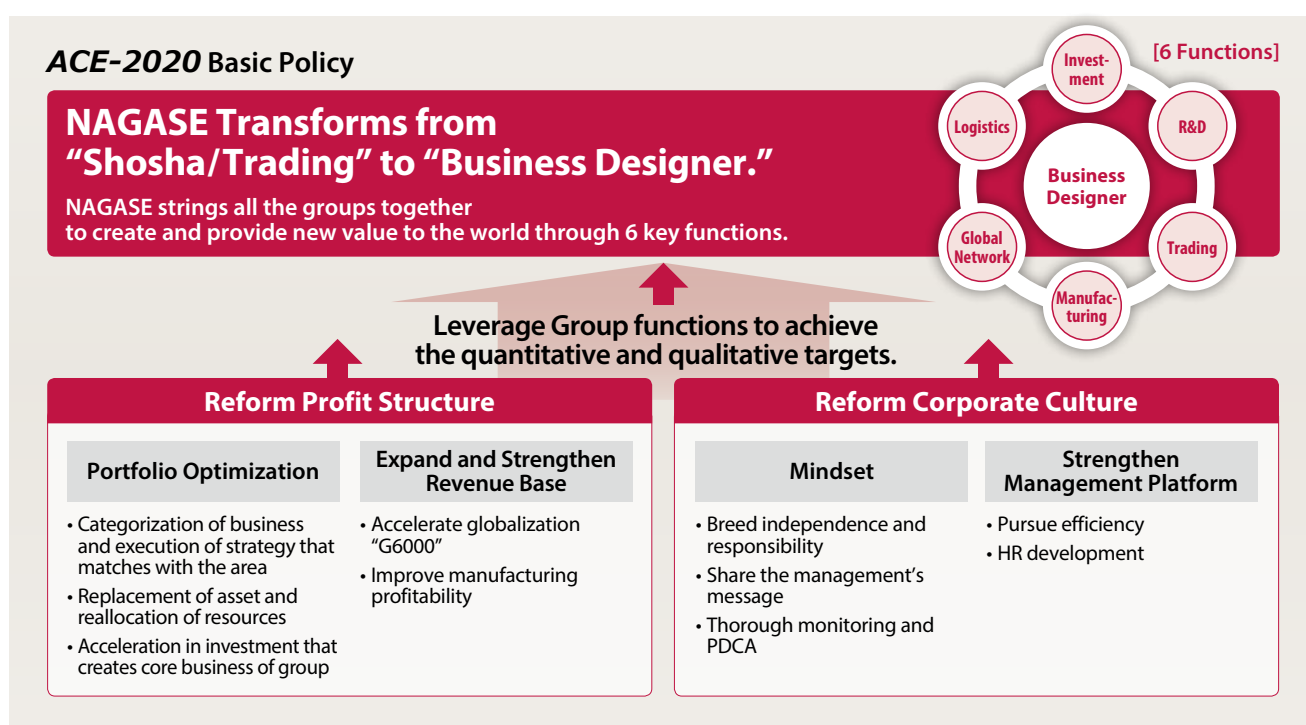 ACE-2020 Basic Policy
[6 Functions]
NAGASE Transforms from
“Shosha/Trading” to “Business Designer.”
NAGASE strings all the groups together
to create and provide new value to the world through 6 key functions.
Invest-
ment
R&D
Trading
Manufac-
turing
Global
Network
Logistics
Business
Designer
Leverage Group functions to achieve
the quantitative and qualitative targets.
Reform Profit Structure
Portfolio Optimization
• Categorization of business
and execution of strategy that
matches with the area
• Replacement of asset and
reallocation of resources
• Acceleration in investment that
creates core business of group
Expand and Strengthen
Revenue Base
• Accelerate globalization
“G6000”
• Improve manufacturing
profitability
Reform Corporate Culture
Mindset
• Breed independence and
responsibility
• Share the management’s
message
• Thorough monitoring and
PDCA
Strengthen
Management Platform
• Pursue efficiency
• HR development